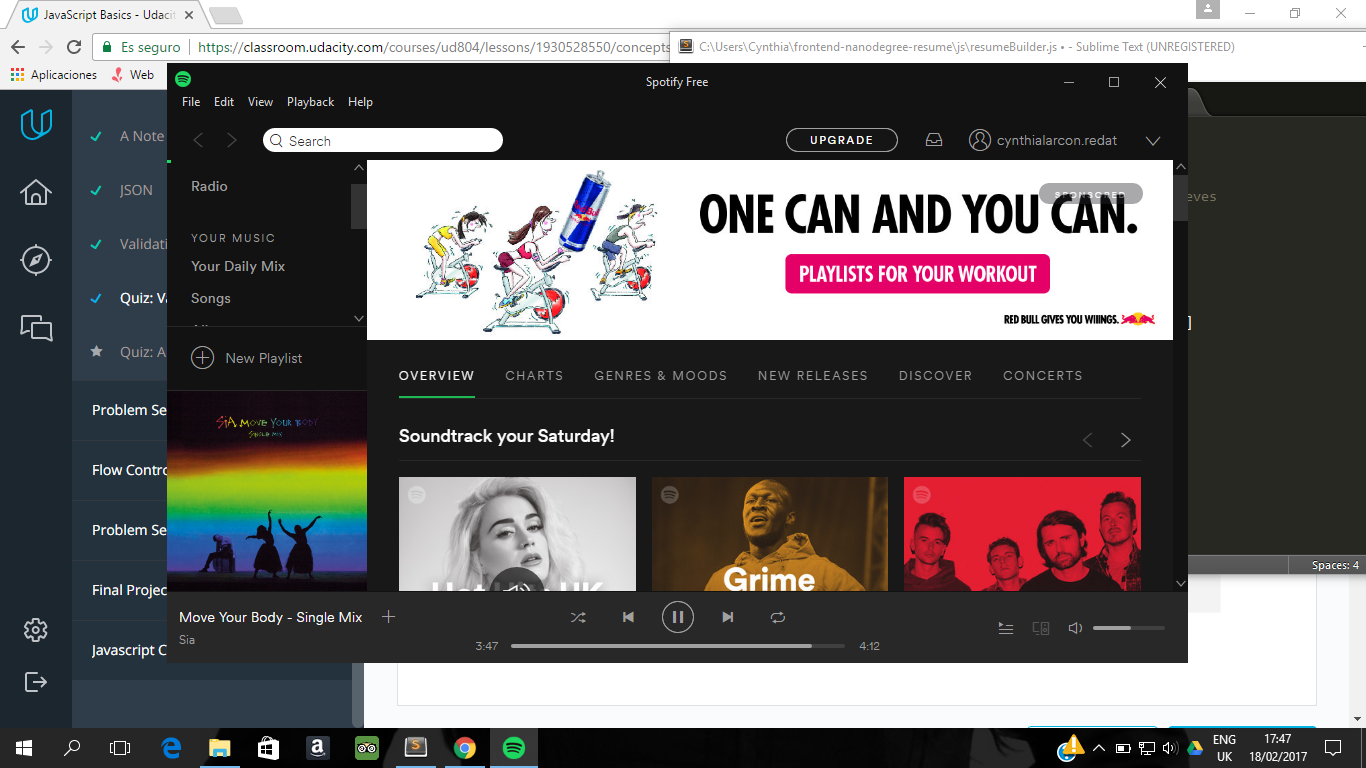 JavaScript Basics - Udaci
Es seguro
https://classroom.udacity.com/courses/ud804/lessons/1930528550/concepts
C:\Users\Cynthia\frontend-nanodegree-resume\js\resumeBuilder.js • - Sublime Text (UNREGISTERED)
Aplicaciones
Web
Spotify Free
File Edit View Playback Help
Search
UPGRADE
cynthialarcon.redat
A Note
JSON
Validati
Quiz: Va
Quiz: A
Problem Se
Flow Contro
Problem Se
Final Projec
Javascript C
Radio
YOUR MUSIC
Your Daily Mix
Songs
New Playlist
SPONSORED
ONE CAN AND YOU CAN.
PLAYLISTS FOR YOUR WORKOUT
RED BULL GIVES YOU WIIINGS.
eves
]
OVERVIEW CHARTS GENRES & MOODS NEW RELEASES DISCOVER CONCERTS
Soundtrack your Saturday!
Grime
SIA MOVE YOUR BODY
SINGLE MIX
Spaces: 4
Move Your Body - Single Mix
Sia
3:47
4:12
ENG
UK
17:47
18/02/2017